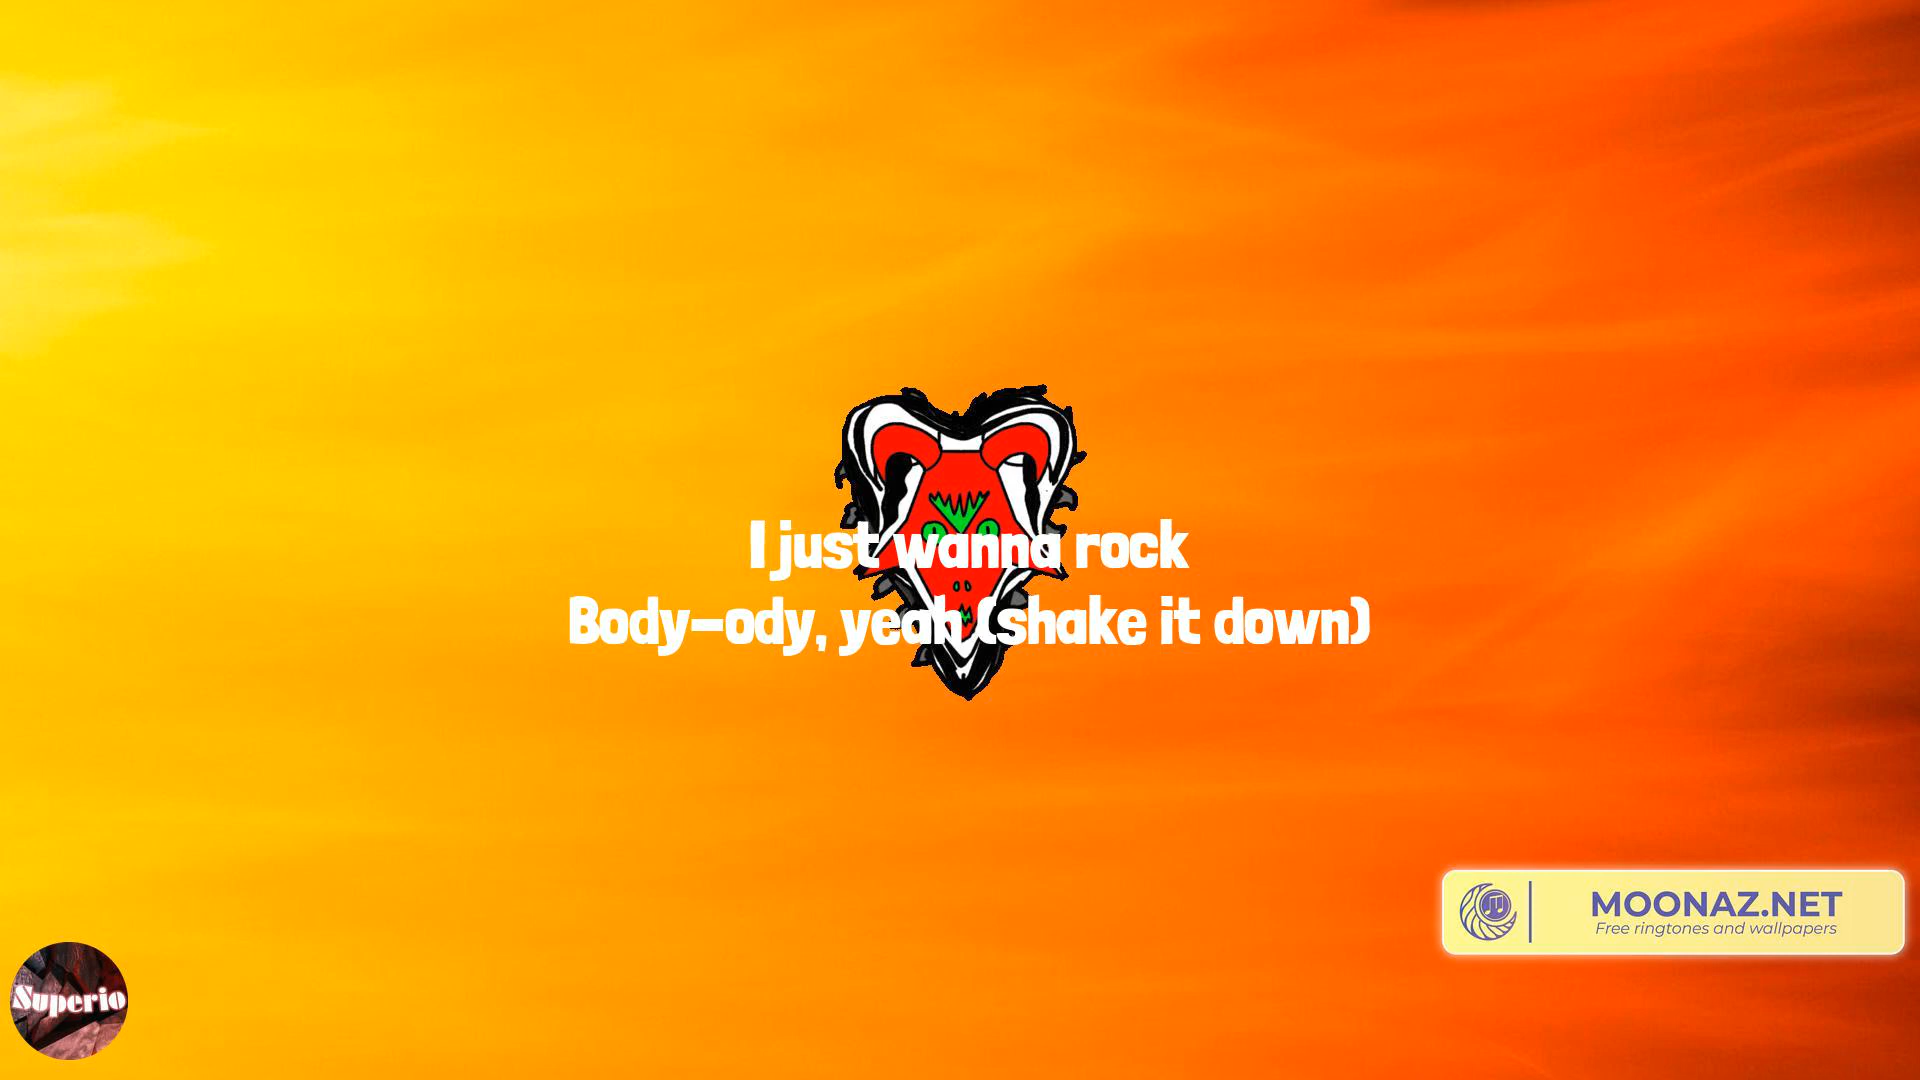 I just wanna rock
Body-ody, yeah (shake it down)
MOONAZ.NET
Free ringtones and wallpapers
Superio